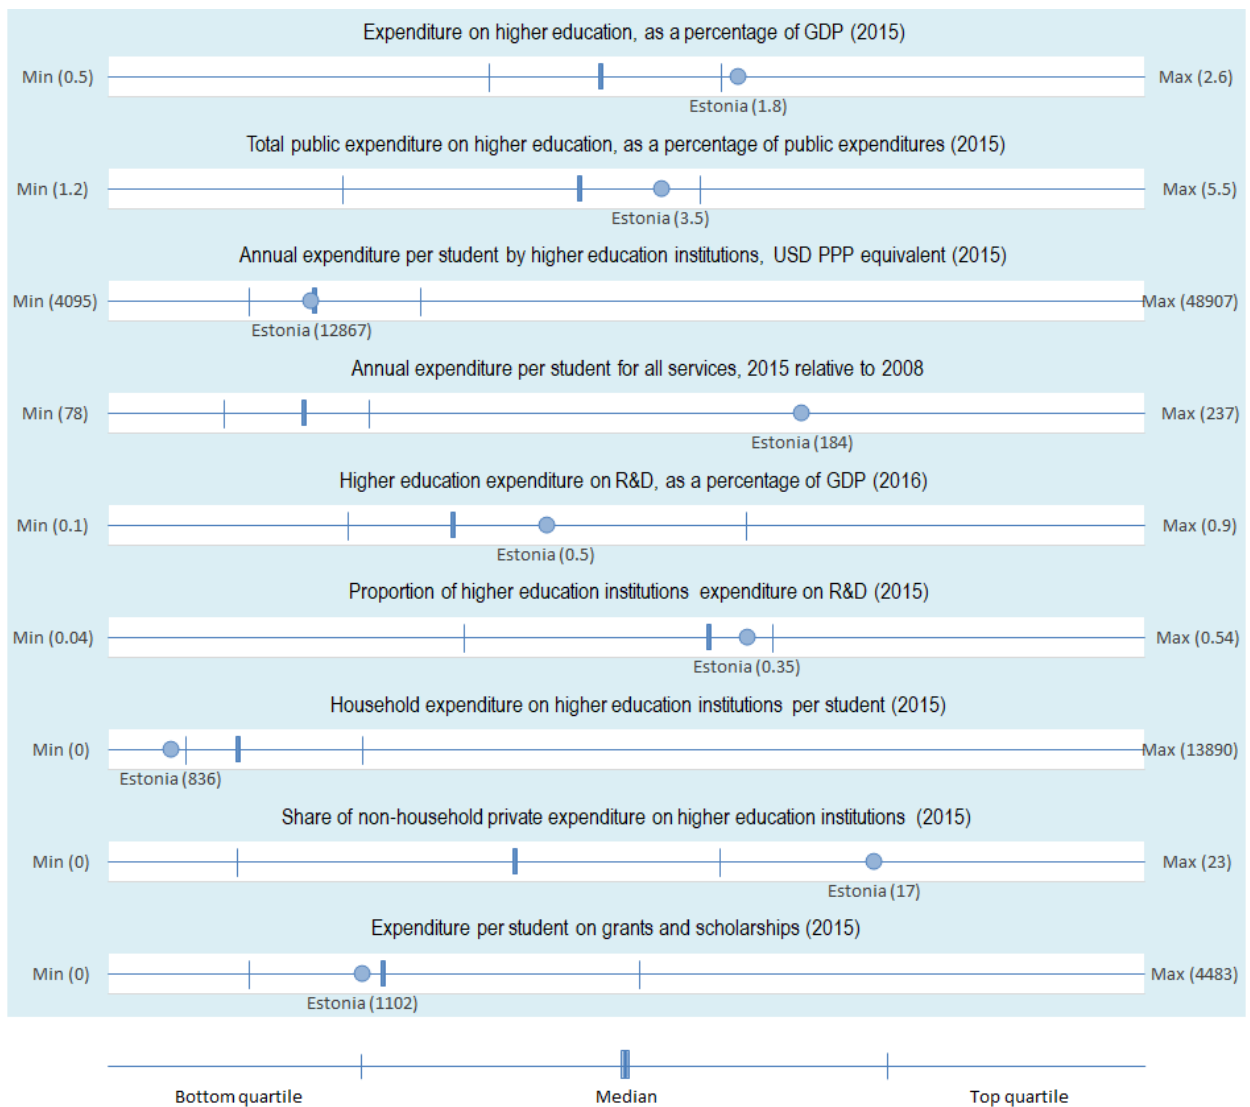 Expenditure on higher education, as a percentage of GDP (2015)
Min (0.5)
Max (2.6)
Estonia (1.8)
Total public expenditure on higher education, as a percentage of public expenditures (2015)
Min (1.2)
Max (5.5)
Estonia (3.5)
Annual expenditure per student by higher education institutions, USD PPP equivalent (2015)
Min (4095)
Max (48907)
Estonia (12867)
Annual expenditure per student for all services, 2015 relative to 2008
Min (78)
Max (237)
Estonia (184)
Higher education expenditure on R&D, as a percentage of GDP (2016)
Min (0.1)
Max (0.9)
Estonia (0.5)
Proportion of higher education institutions expenditure on R&D (2015)
Min (0.04)
Max (0.54)
Estonia (0.35)
Household expenditure on higher education institutions per student (2015)
Min (0)
Max (13890)
Estonia (836)
Share of non-household private expenditure on higher education institutions (2015)
Min (0)
Max (23)
Estonia (17)
Expenditure per student on grants and scholarships (2015)
Min (0)
Max (4483)
Estonia (1102)
Bottom quartile
Median
Top quartile